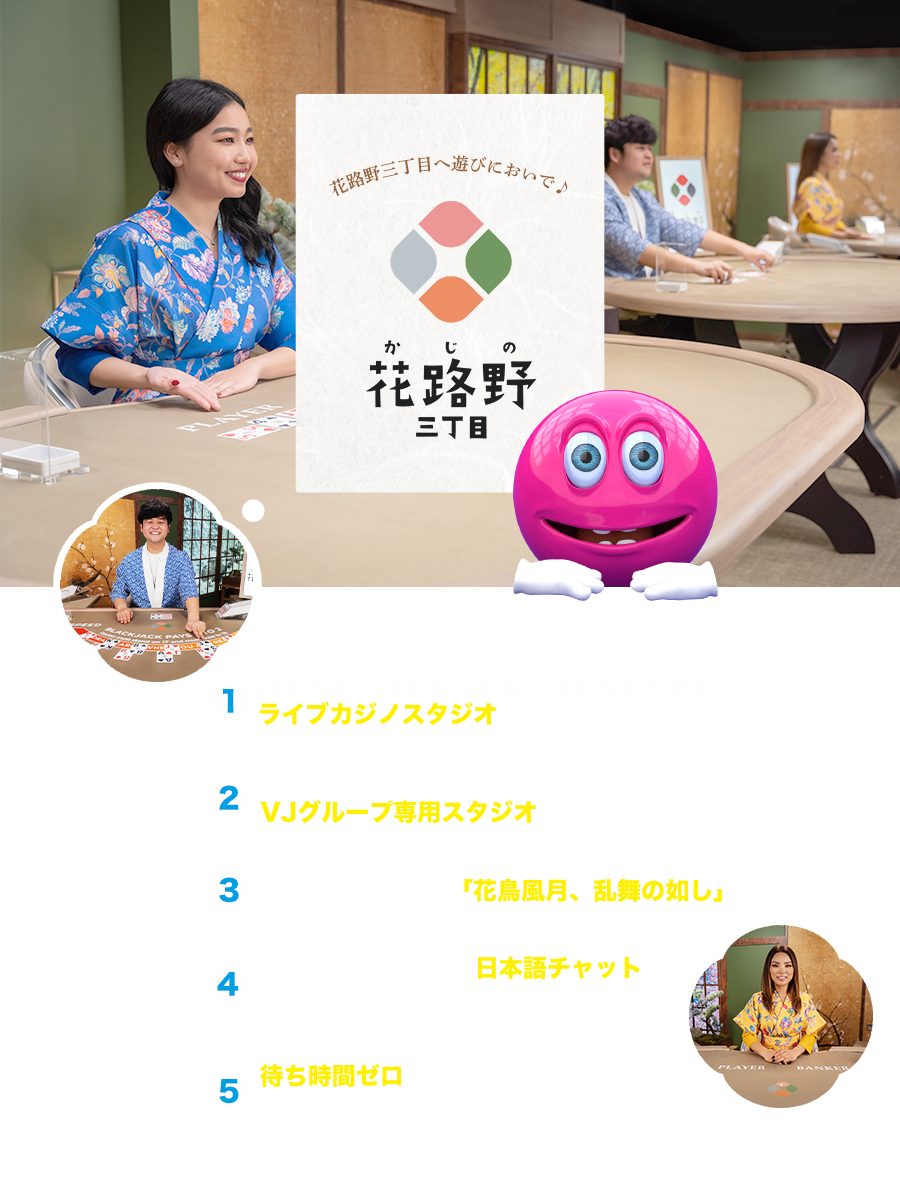 花路野三丁目へ遊びにおいで♪
かじの
花路野
三丁目
PLAYER
BLACKJACK PAYS
1
ライブカジノスタジオ
2
VJグループ専用スタジオ
3
「花鳥風月、乱舞の如し」
4
日本語チャット
5
待ち時間ゼロ
PLAYER
BANKER